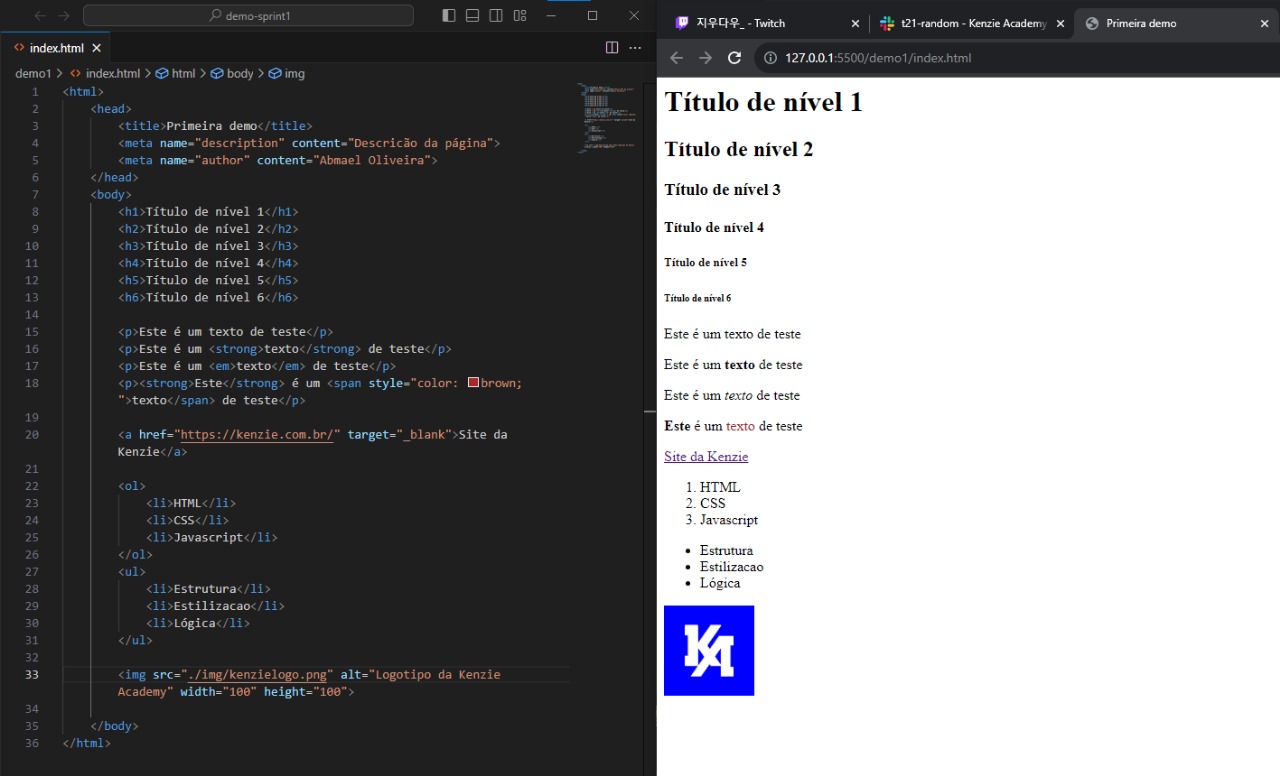 demo-sprint1
index.html
demo1 > index.html > html > body > img
1 <html>
2 <head>
3 <title>Primeira demo</title>
4 <meta name="description" content="Descricão da página">
5 <meta name="author" content="Abmael Oliveira">
6 </head>
7 <body>
8 <h1>Título de nível 1</h1>
9 <h2>Título de nível 2</h2>
10 <h3>Título de nível 3</h3>
11 <h4>Título de nível 4</h4>
12 <h5>Título de nível 5</h5>
13 <h6>Título de nível 6</h6>
14
15 <p>Este é um texto de teste</p>
16 <p>Este é um <strong>texto</strong> de teste</p>
17 <p>Este é um <em>texto</em> de teste</p>
18 <p><strong>Este</strong> é um <span style="color: brown;
">texto</span> de teste</p>
19
20 <a href="https://kenzie.com.br/" target="_blank">Site da
Kenzie</a>
21
22 <ol>
23 <li>HTML</li>
24 <li>CSS</li>
25 <li>Javascript</li>
26 </ol>
27 <ul>
28 <li>Estrutura</li>
29 <li>Estilizacao</li>
30 <li>Lógica</li>
31 </ul>
32
33 <img src="./img/kenzielogo.png" alt="Logotipo da Kenzie
Academy" width="100" height="100">
34
35 </body>
36 </html>
지우다우_ - Twitch
t21-random - Kenzie Academy
Primeira demo
127.0.0.1:5500/demo1/index.html
Título de nível 1
Título de nível 2
Título de nível 3
Título de nível 4
Título de nível 5
Título de nível 6
Este é um texto de teste
Este é um texto de teste
Este é um texto de teste
Este é um texto de teste
Site da Kenzie
1. HTML
2. CSS
3. Javascript
• Estrutura
• Estilizacao
• Lógica
KA